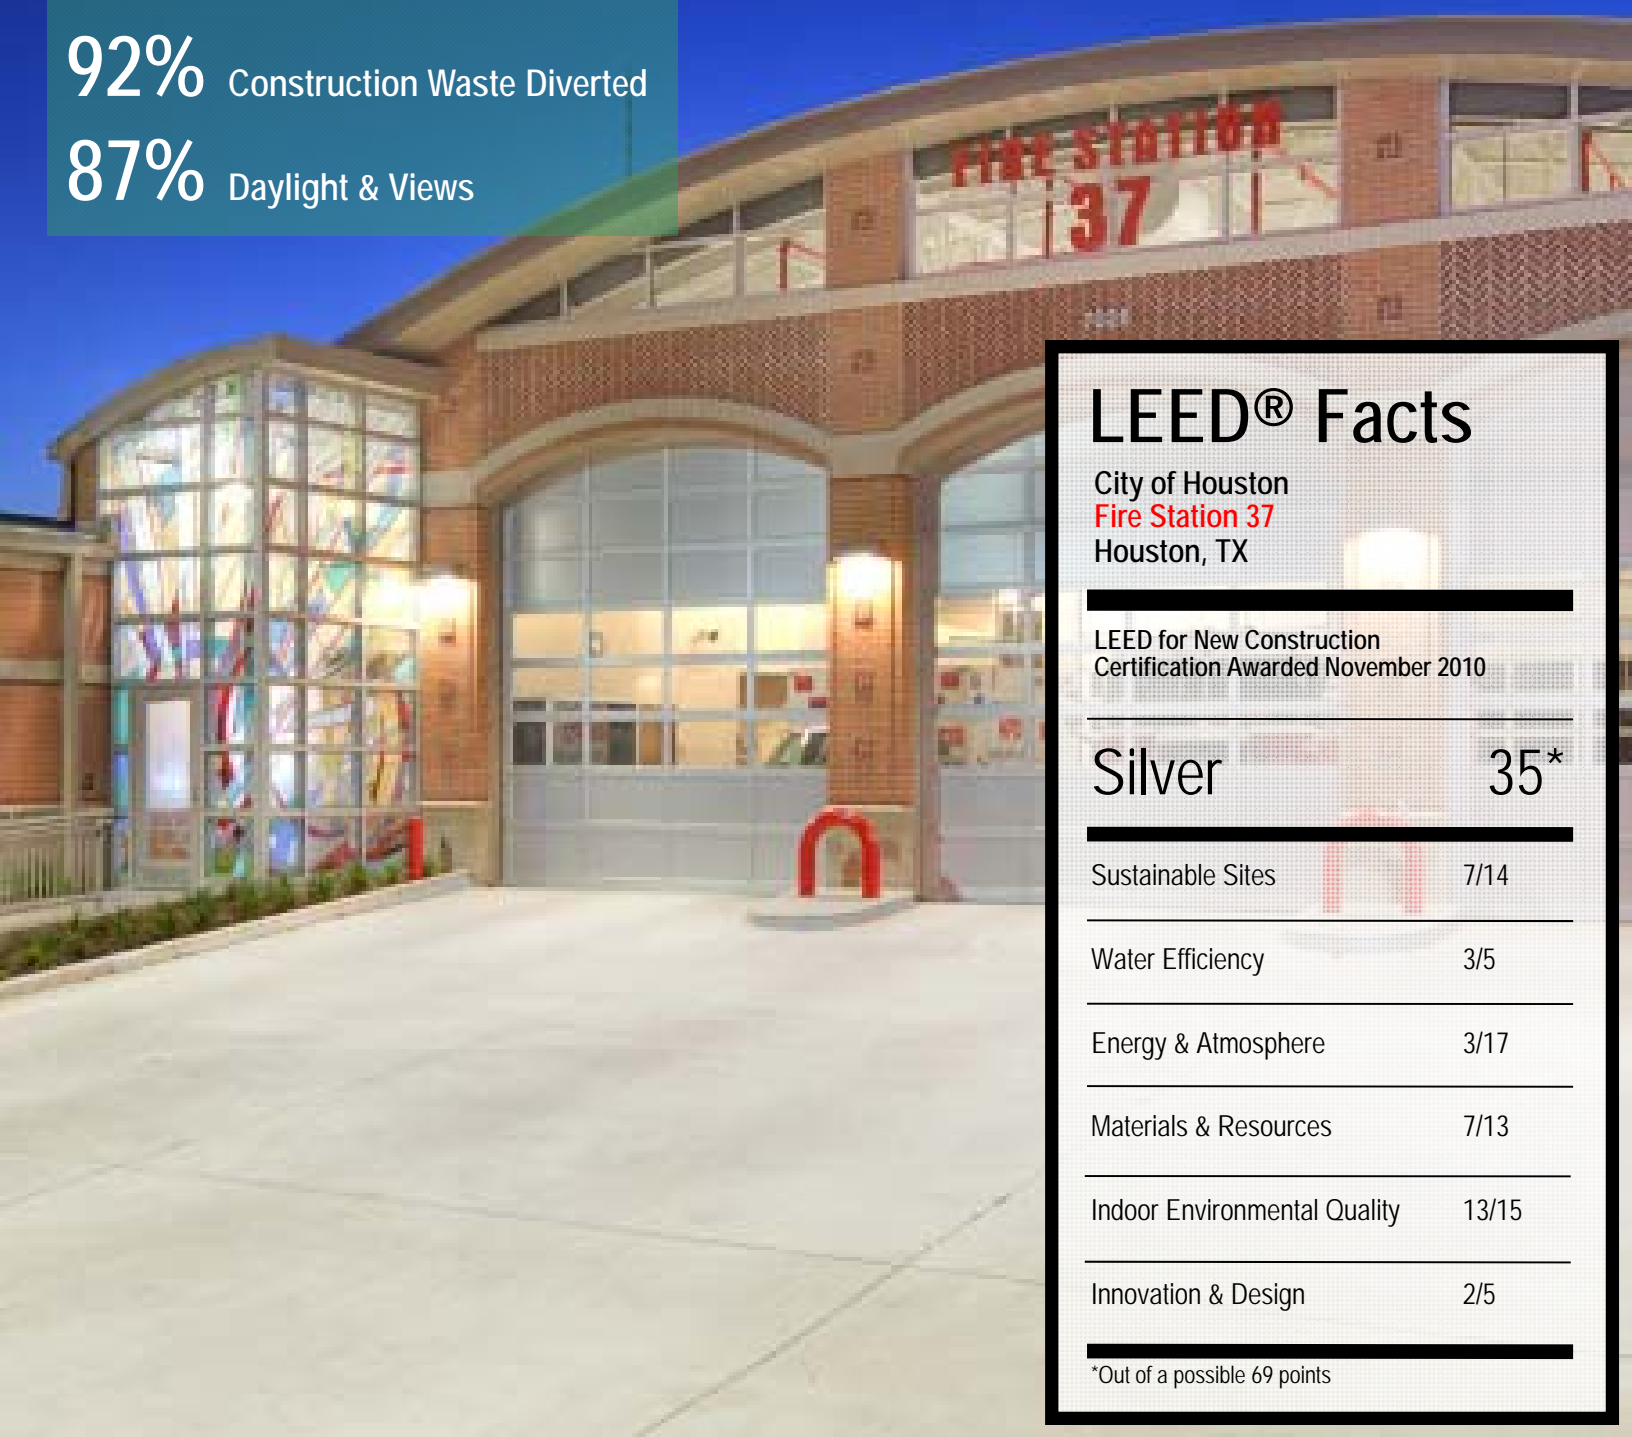 92% Construction Waste Diverted
87% Daylight & Views
FIRE STATION
37
LEED® Facts
City of Houston
Fire Station 37
Houston, TX
LEED for New Construction
Certification Awarded November 2010
Silver 35*
Sustainable Sites 7/14
Water Efficiency 3/5
Energy & Atmosphere 3/17
Materials & Resources 7/13
Indoor Environmental Quality 13/15
Innovation & Design 2/5
*Out of a possible 69 points